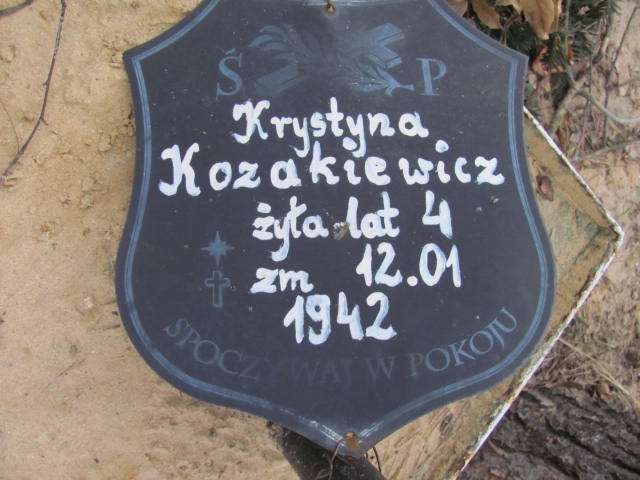 Ś P
Krystyna
Kozakiewicz
żyła lat 4
zm 12.01
1942
SPOCZYWAJ W POKOJU